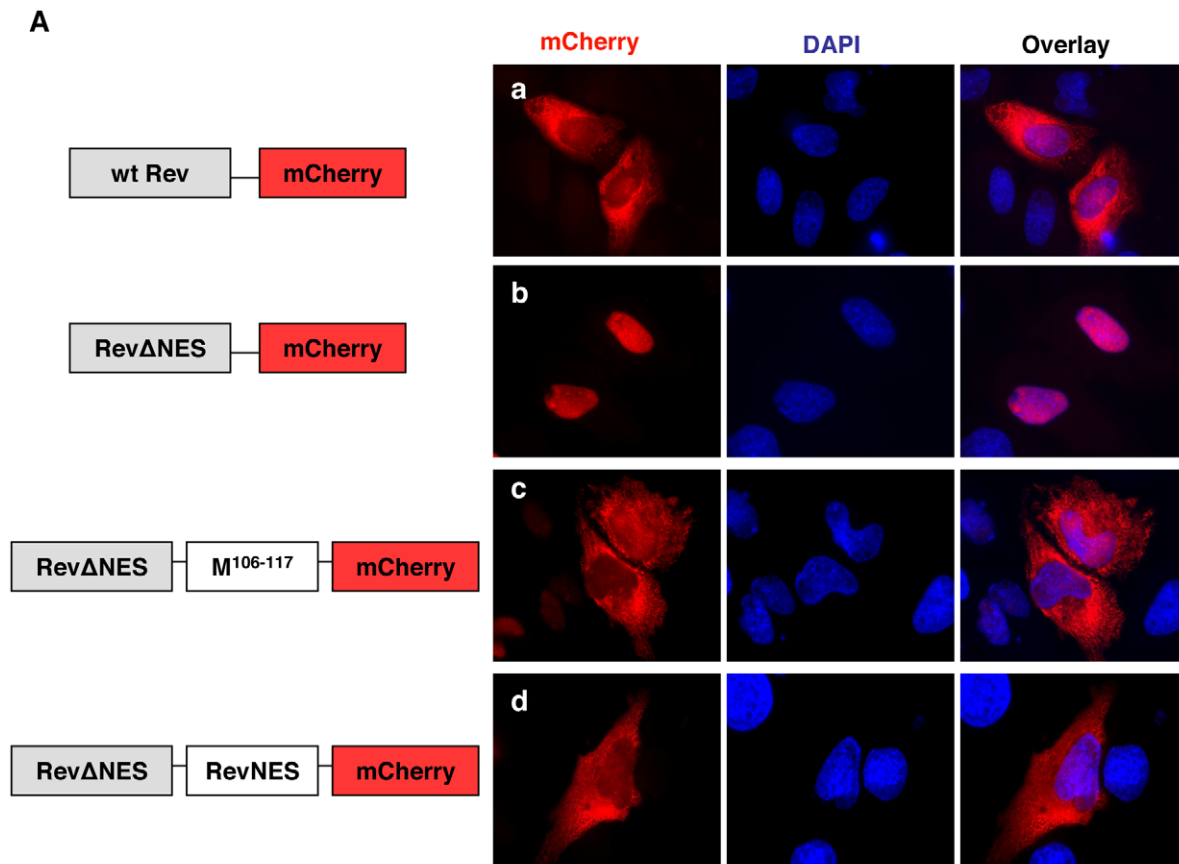 A
mCherry DAPI Overlay
a
wt Rev mCherry
b
RevΔNES mCherry
c
RevΔNES M¹⁰⁶⁻¹¹⁷ mCherry
d
RevΔNES RevNES mCherry